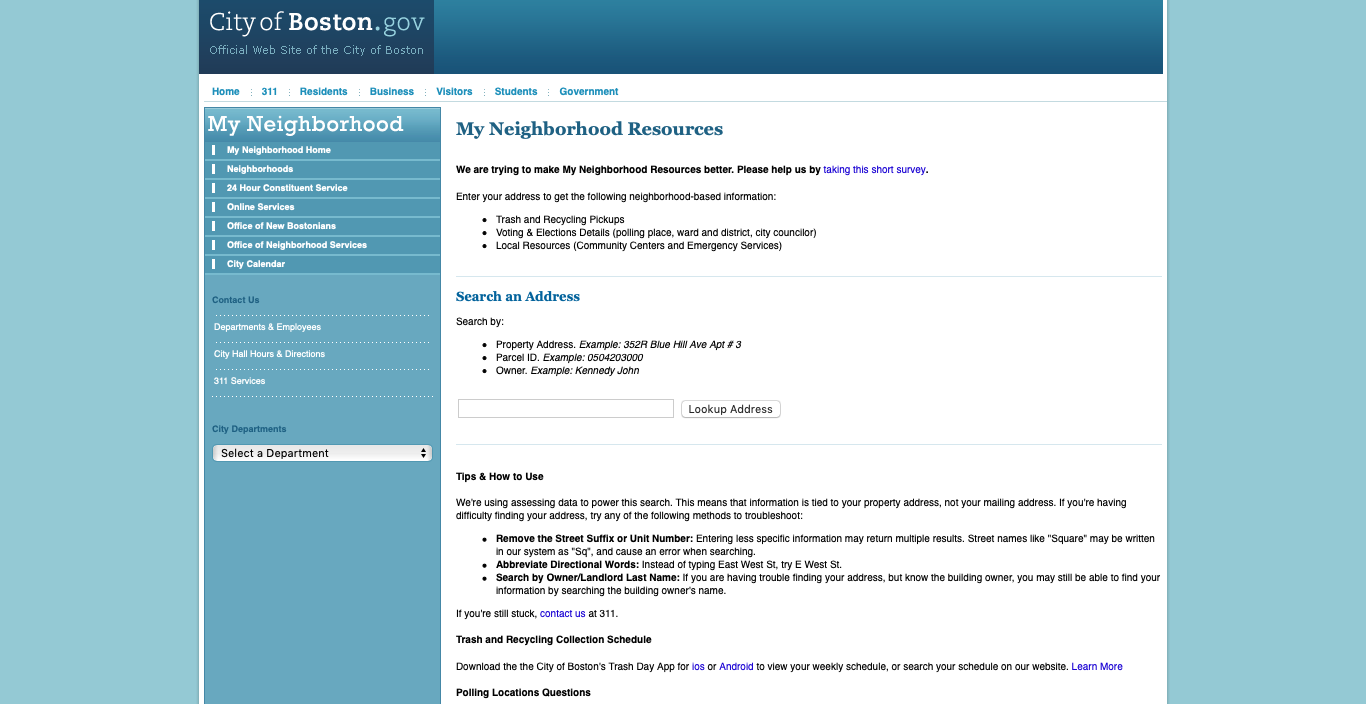 City of Boston.gov
Official Web Site of the City of Boston
Home 311 Residents Business Visitors Students Government
My Neighborhood
My Neighborhood Home
Neighborhoods
24 Hour Constituent Service
Online Services
Office of New Bostonians
Office of Neighborhood Services
City Calendar
Contact Us
Departments & Employees
City Hall Hours & Directions
311 Services
City Departments
Select a Department
My Neighborhood Resources
We are trying to make My Neighborhood Resources better. Please help us by taking this short survey.
Enter your address to get the following neighborhood-based information:
Trash and Recycling Pickups
Voting & Elections Details (polling place, ward and district, city councilor)
Local Resources (Community Centers and Emergency Services)
Search an Address
Search by:
Property Address. Example: 352R Blue Hill Ave Apt # 3
Parcel ID. Example: 0504203000
Owner. Example: Kennedy John
Lookup Address
Tips & How to Use
We're using assessing data to power this search. This means that information is tied to your property address, not your mailing address. If you're having
difficulty finding your address, try any of the following methods to troubleshoot:
Remove the Street Suffix or Unit Number: Entering less specific information may return multiple results. Street names like "Square" may be written
in our system as "Sq", and cause an error when searching.
Abbreviate Directional Words: Instead of typing East West St, try E West St.
Search by Owner/Landlord Last Name: If you are having trouble finding your address, but know the building owner, you may still be able to find your
information by searching the building owner's name.
If you're still stuck, contact us at 311.
Trash and Recycling Collection Schedule
Download the the City of Boston's Trash Day App for ios or Android to view your weekly schedule, or search your schedule on our website. Learn More
Polling Locations Questions